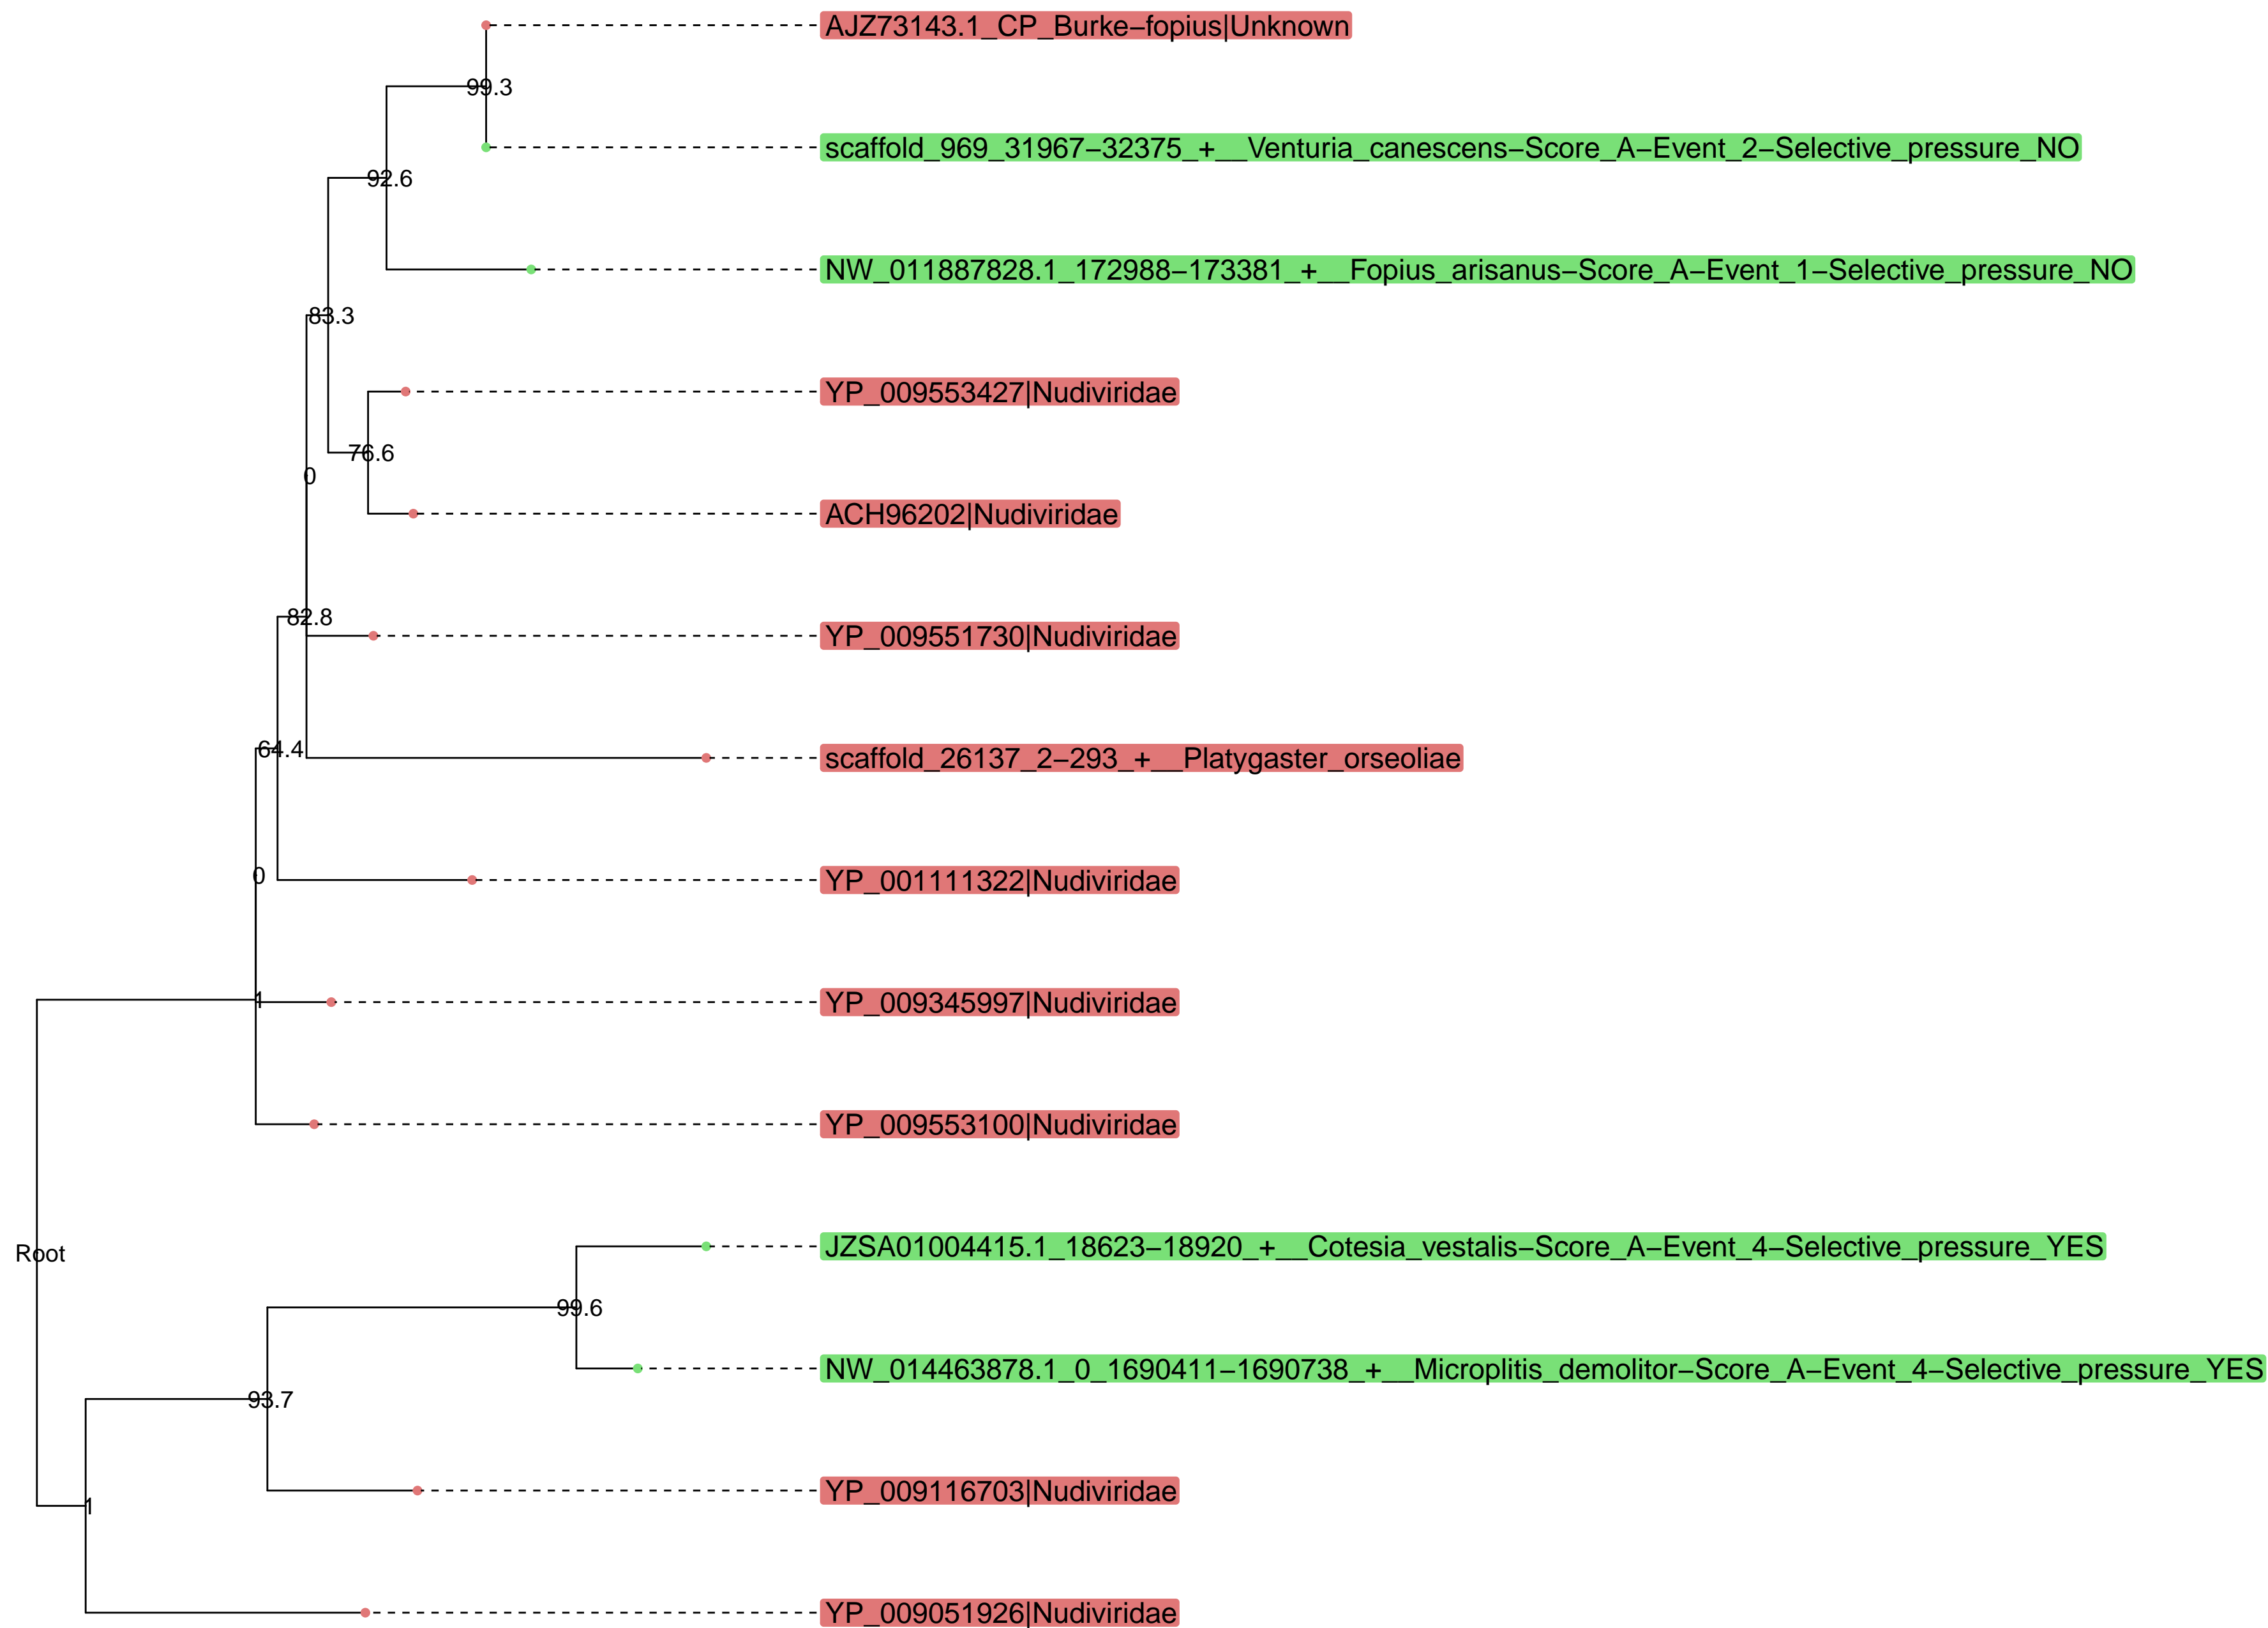 AJZ73143.1_CP_Burke−fopius|Unknown
99.3
scaffold_969_31967−32375_+__Venturia_canescens−Score_A−Event_2−Selective_pressure_NO
92.6
NW_011887828.1_172988−173381_+__Fopius_arisanus−Score_A−Event_1−Selective_pressure_NO
83.3
YP_009553427|Nudiviridae
76.6
0
ACH96202|Nudiviridae
82.8
YP_009551730|Nudiviridae
64.4
scaffold_26137_2−293_+__Platygaster_orseoliae
0
YP_001111322|Nudiviridae
1
YP_009345997|Nudiviridae
YP_009553100|Nudiviridae
Root
JZSA01004415.1_18623−18920_+__Cotesia_vestalis−Score_A−Event_4−Selective_pressure_YES
99.6
NW_014463878.1_0_1690411−1690738_+__Microplitis_demolitor−Score_A−Event_4−Selective_pressure_YES
93.7
YP_009116703|Nudiviridae
1
YP_009051926|Nudiviridae